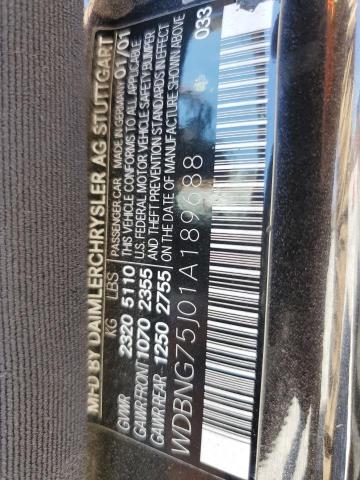 MFD BY DAIMLERCHRYSLER AG STUTTGART
KG LBS PASSENGER CAR MADE IN GERMANY 01/01
GVWR 2320 5110 THIS VEHICLE CONFORMS TO ALL APPLICABLE
GAWR FRONT 1070 2355 U.S. FEDERAL MOTOR VEHICLE SAFETY BUMPER
GAWR REAR 1250 2755 AND THEFT PREVENTION STANDARDS IN EFFECT
ON THE DATE OF MANUFACTURE SHOWN ABOVE
WDBNG75J01A189688 033